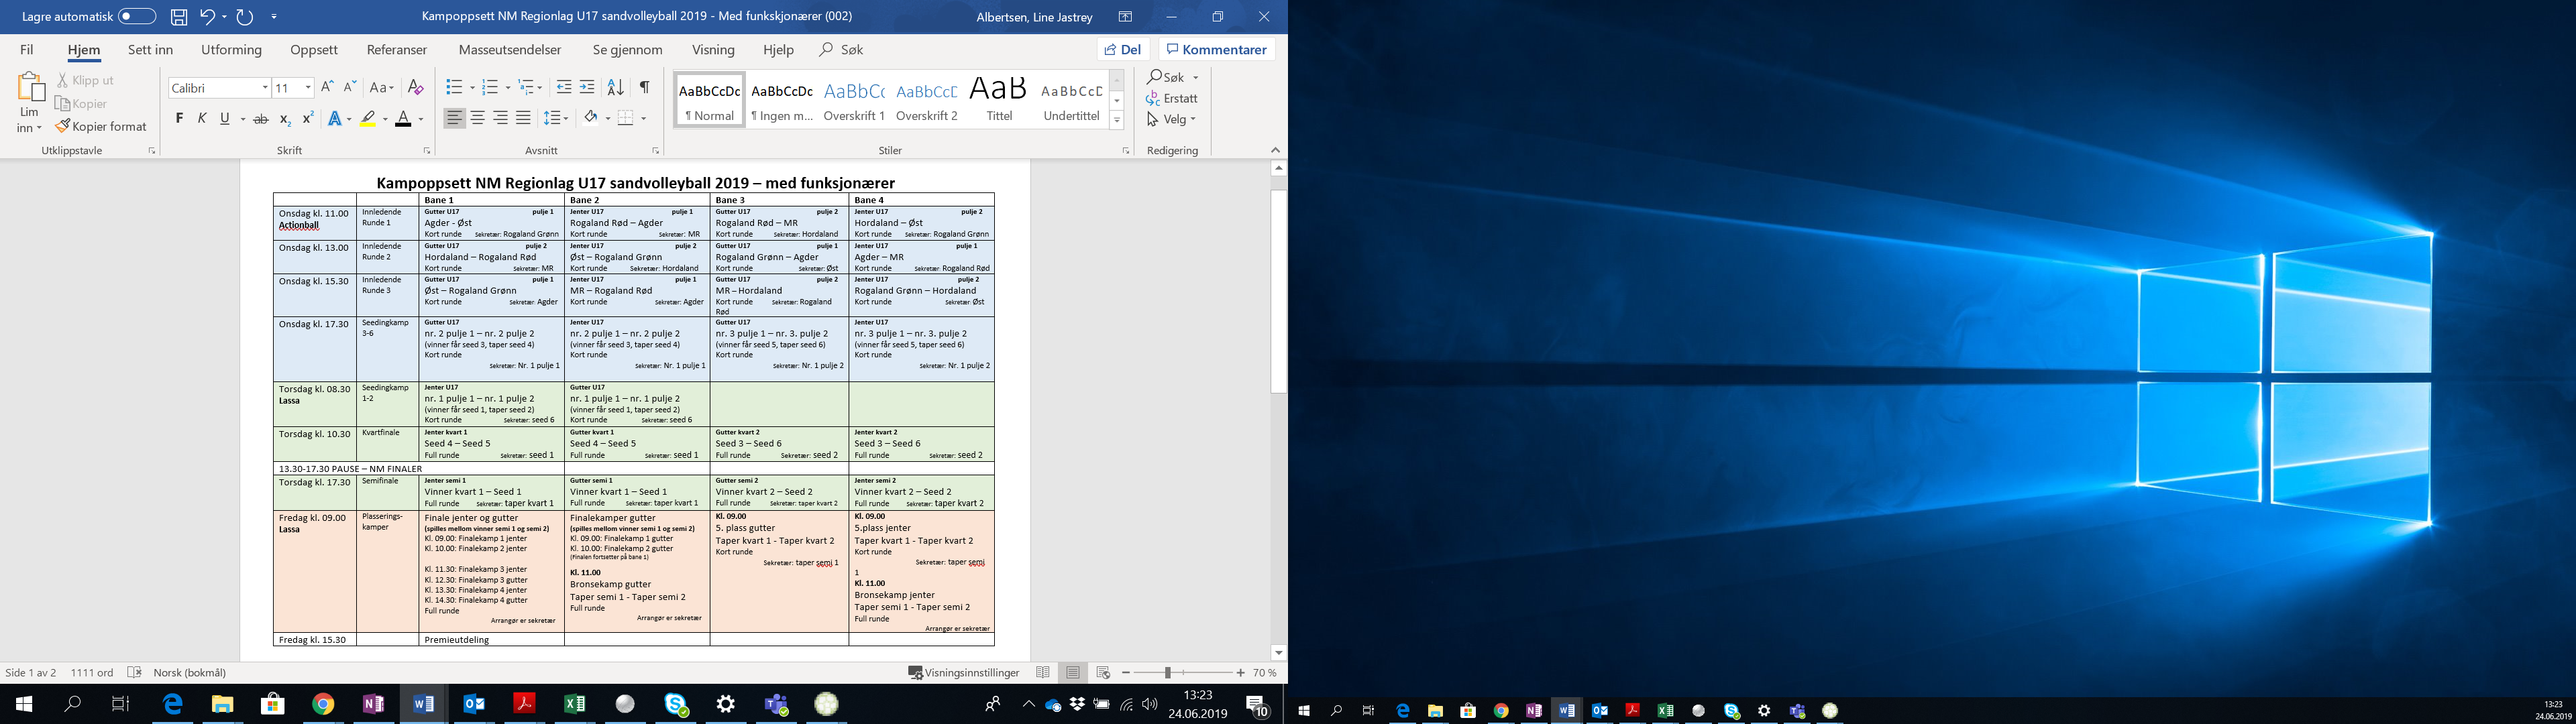 Lagre automatisk
Kampoppsett NM Regionlag U17 sandvolleyball 2019 - Med funkskjonærer (002)
Albertsen, Line Jastrey
Fil Hjem Sett inn Utforming Oppsett Referanser Masseutsendelser Se gjennom Visning Hjelp Søk
Del Kommentarer
Lim inn
Klipp ut
Kopier
Kopier format
Calibri 11
AaBbCcDc AaBbCcDc AaBbCc AaBbCcD AaB AaBbCcD
¶ Normal ¶ Ingen m... Overskrift 1 Overskrift 2 Tittel Undertittel
Søk
Erstatt
Velg
Utklippstavle Skrift Avsnitt Stiler Redigering
Kampoppsett NM Regionlag U17 sandvolleyball 2019 – med funksjonærer
Bane 1 Bane 2 Bane 3 Bane 4
Onsdag kl. 11.00
Actionball
Innledende
Runde 1
Gutter U17 pulje 1
Agder - Øst
Kort runde Sekretær: Rogaland Grønn
Jenter U17 pulje 1
Rogaland Rød – Agder
Kort runde Sekretær: MR
Gutter U17 pulje 2
Rogaland Rød – MR
Kort runde Sekretær: Hordaland
Jenter U17 pulje 2
Hordaland – Øst
Kort runde Sekretær: Rogaland Grønn
Onsdag kl. 13.00
Innledende
Runde 2
Gutter U17 pulje 2
Hordaland – Rogaland Rød
Kort runde Sekretær: MR
Jenter U17 pulje 2
Øst – Rogaland Grønn
Kort runde Sekretær: Hordaland
Gutter U17 pulje 1
Rogaland Grønn – Agder
Kort runde Sekretær: Øst
Jenter U17 pulje 1
Agder – MR
Kort runde Sekretær: Rogaland Rød
Onsdag kl. 15.30
Innledende
Runde 3
Gutter U17 pulje 1
Øst – Rogaland Grønn
Kort runde Sekretær: Agder
Jenter U17 pulje 1
MR – Rogaland Rød
Kort runde Sekretær: Agder
Gutter U17 pulje 2
MR – Hordaland
Kort runde Sekretær: Rogaland
Rød
Jenter U17 pulje 2
Rogaland Grønn – Hordaland
Kort runde Sekretær: Øst
Onsdag kl. 17.30
Seedingkamp
3-6
Gutter U17
nr. 2 pulje 1 – nr. 2 pulje 2
(vinner får seed 3, taper seed 4)
Kort runde
Sekretær: Nr. 1 pulje 1
Jenter U17
nr. 2 pulje 1 – nr. 2 pulje 2
(vinner får seed 3, taper seed 4)
Kort runde
Sekretær: Nr. 1 pulje 1
Gutter U17
nr. 3 pulje 1 – nr. 3. pulje 2
(vinner får seed 5, taper seed 6)
Kort runde
Sekretær: Nr. 1 pulje 2
Jenter U17
nr. 3 pulje 1 – nr. 3. pulje 2
(vinner får seed 5, taper seed 6)
Kort runde
Sekretær: Nr. 1 pulje 2
Torsdag kl. 08.30
Lassa
Seedingkamp
1-2
Jenter U17
nr. 1 pulje 1 – nr. 1 pulje 2
(vinner får seed 1, taper seed 2)
Kort runde Sekretær: seed 6
Gutter U17
nr. 1 pulje 1 – nr. 1 pulje 2
(vinner får seed 1, taper seed 2)
Kort runde Sekretær: seed 6
Torsdag kl. 10.30
Kvartfinale
Jenter kvart 1
Seed 4 – Seed 5
Full runde Sekretær: seed 1
Gutter kvart 1
Seed 4 – Seed 5
Full runde Sekretær: seed 1
Gutter kvart 2
Seed 3 – Seed 6
Full runde Sekretær: seed 2
Jenter kvart 2
Seed 3 – Seed 6
Full runde Sekretær: seed 2
13.30-17.30 PAUSE – NM FINALER
Torsdag kl. 17.30
Semifinale
Jenter semi 1
Vinner kvart 1 – Seed 1
Full runde Sekretær: taper kvart 1
Gutter semi 1
Vinner kvart 1 – Seed 1
Full runde Sekretær: taper kvart 1
Gutter semi 2
Vinner kvart 2 – Seed 2
Full runde Sekretær: taper kvart 2
Jenter semi 2
Vinner kvart 2 – Seed 2
Full runde Sekretær: taper kvart 2
Fredag kl. 09.00
Lassa
Plasserings-
kamper
Finale jenter og gutter
(spilles mellom vinner semi 1 og semi 2)
Kl. 09.00: Finalekamp 1 jenter
Kl. 10.00: Finalekamp 2 jenter
Kl. 11.30: Finalekamp 3 jenter
Kl. 12.30: Finalekamp 3 gutter
Kl. 13.30: Finalekamp 4 jenter
Kl. 14.30: Finalekamp 4 gutter
Full runde
Arrangør er sekretær
Finalekamper gutter
(spilles mellom vinner semi 1 og semi 2)
Kl. 09.00: Finalekamp 1 gutter
Kl. 10.00: Finalekamp 2 gutter
(Finalen fortsetter på bane 1)
Kl. 11.00
Bronsekamp gutter
Taper semi 1 - Taper semi 2
Full runde
Arrangør er sekretær
Kl. 09.00
5. plass gutter
Taper kvart 1 - Taper kvart 2
Kort runde
Sekretær: taper semi 1
Kl. 09.00
5.plass jenter
Taper kvart 1 - Taper kvart 2
Kort runde
Sekretær: taper semi
1
Kl. 11.00
Bronsekamp jenter
Taper semi 1 - Taper semi 2
Full runde
Arrangør er sekretær
Fredag kl. 15.30
Premieutdeling
Side 1 av 2 1111 ord Norsk (bokmål) Visningsinnstillinger 70 %
13:23
24.06.2019
10
13:23
24.06.2019